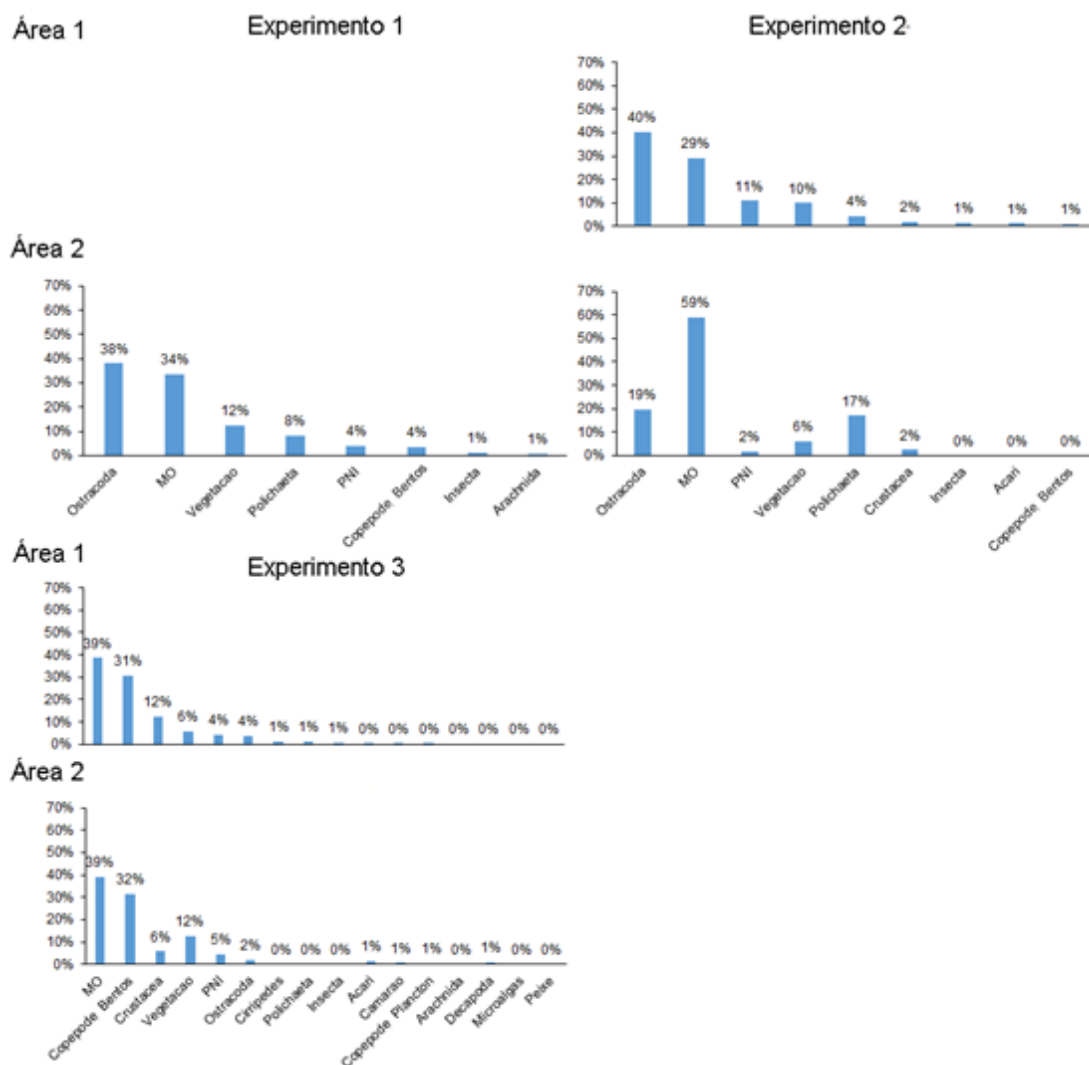 Área 1
Experimento 1
Experimento 2
70%
60%
50%
40%
30%
20%
10%
0%
40%
29%
11%
10%
4%
2%
1%
1%
1%
Área 2
70%
60%
50%
40%
30%
20%
10%
0%
38%
34%
12%
8%
4%
4%
1%
1%
Ostracoda
MO
Vegetacao
Polichaeta
PNI
Copepode_Bentos
Insecta
Arachnida
70%
60%
50%
40%
30%
20%
10%
0%
19%
59%
2%
6%
17%
2%
0%
0%
0%
Ostracoda
MO
PNI
Vegetacao
Polichaeta
Crustacea
Insecta
Acari
Copepode_Bentos
Área 1
Experimento 3
70%
60%
50%
40%
30%
20%
10%
0%
39%
31%
12%
6%
4%
4%
1%
1%
1%
0%
0%
0%
0%
0%
0%
0%
Área 2
70%
60%
50%
40%
30%
20%
10%
0%
39%
32%
6%
12%
5%
2%
0%
0%
0%
1%
1%
1%
0%
1%
0%
0%
MO
Copepode_Bentos
Crustacea
Vegetacao
PNI
Ostracoda
Cirripedes
Polichaeta
Insecta
Acari
Camarao
Copepode_Plancton
Arachnida
Decapoda
Microalgas
Peixe